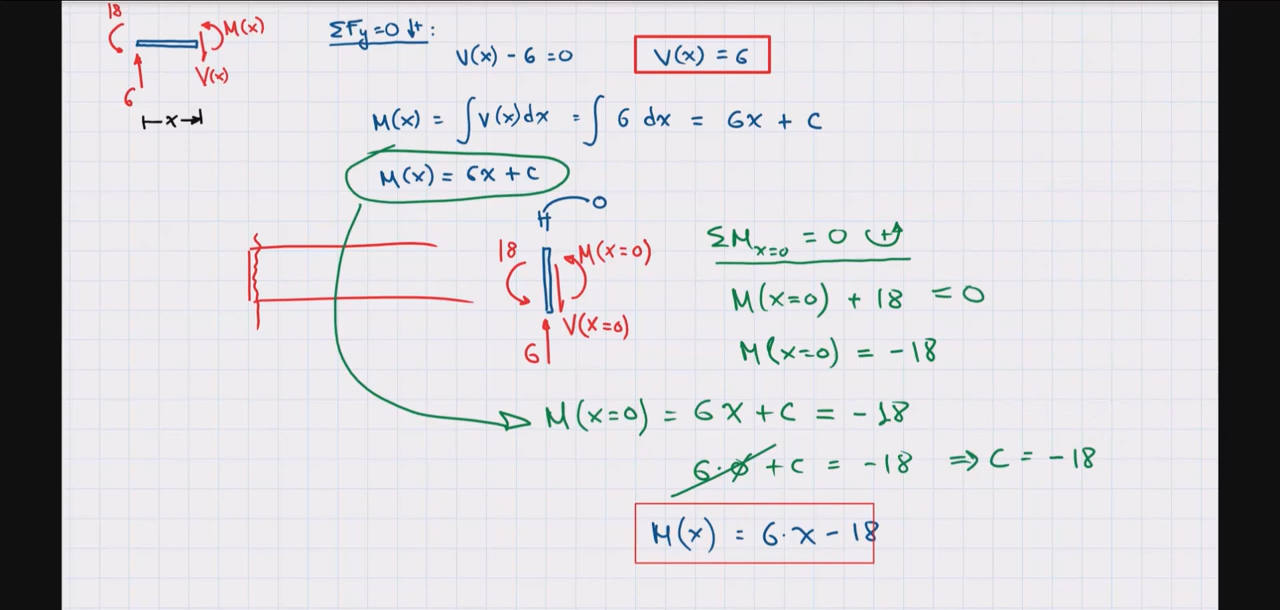 18
M(x)
V(x)
6
x
ΣFy=0 ↓+:
V(x) - 6 = 0
V(x) = 6
M(x) = ∫V(x)dx = ∫ 6 dx = 6x + C
M(x) = 6x + C
0
18
M(x=0)
V(x=0)
6
ΣM x=0 = 0 +
M(x=0) + 18 = 0
M(x=0) = -18
M(x=0) = 6x + C = -18
6·0 + C = -18 ⇒ C = -18
M(x) = 6·x - 18